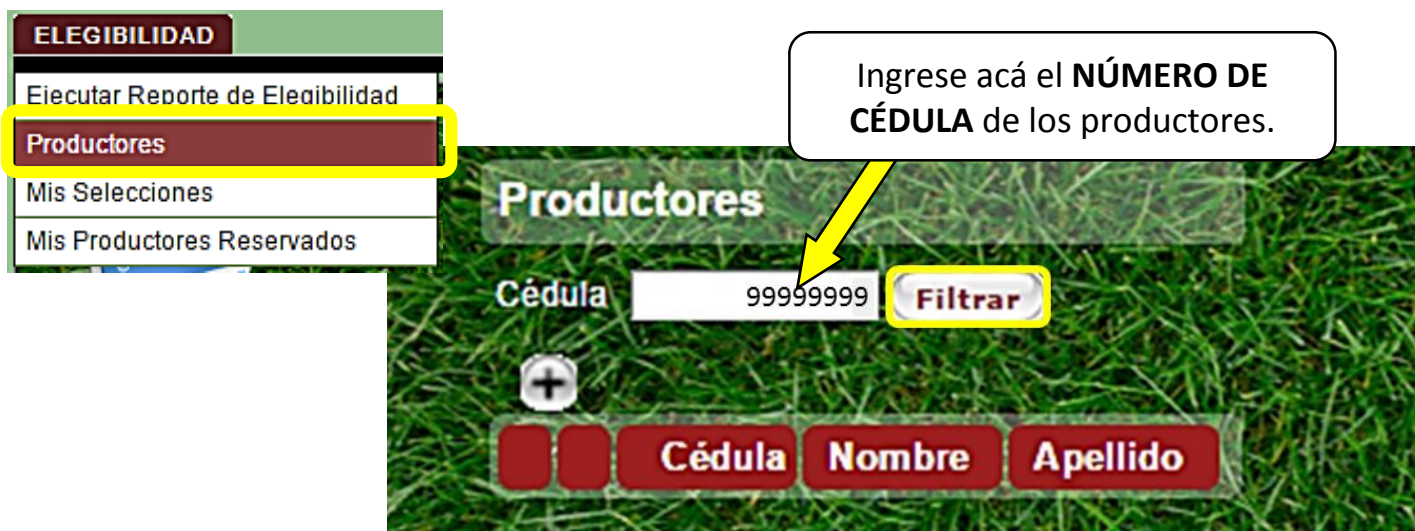 ELEGIBILIDAD
Ejecutar Reporte de Elegibilidad
Productores
Mis Selecciones
Mis Productores Reservados
Ingrese acá el NÚMERO DE
CÉDULA de los productores.
Productores
Cédula 99999999 Filtrar
+
Cédula Nombre Apellido